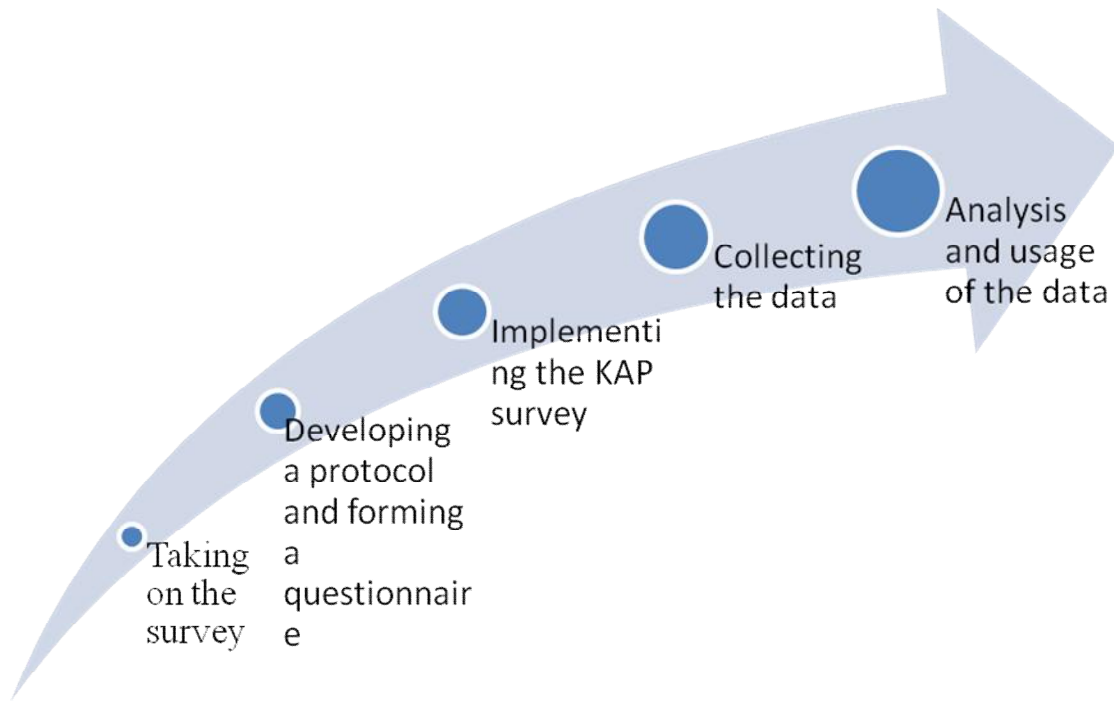 Taking
on the
survey
Developing
a protocol
and forming
a
questionnair
e
Implementi
ng the KAP
survey
Collecting
the data
Analysis
and usage
of the data